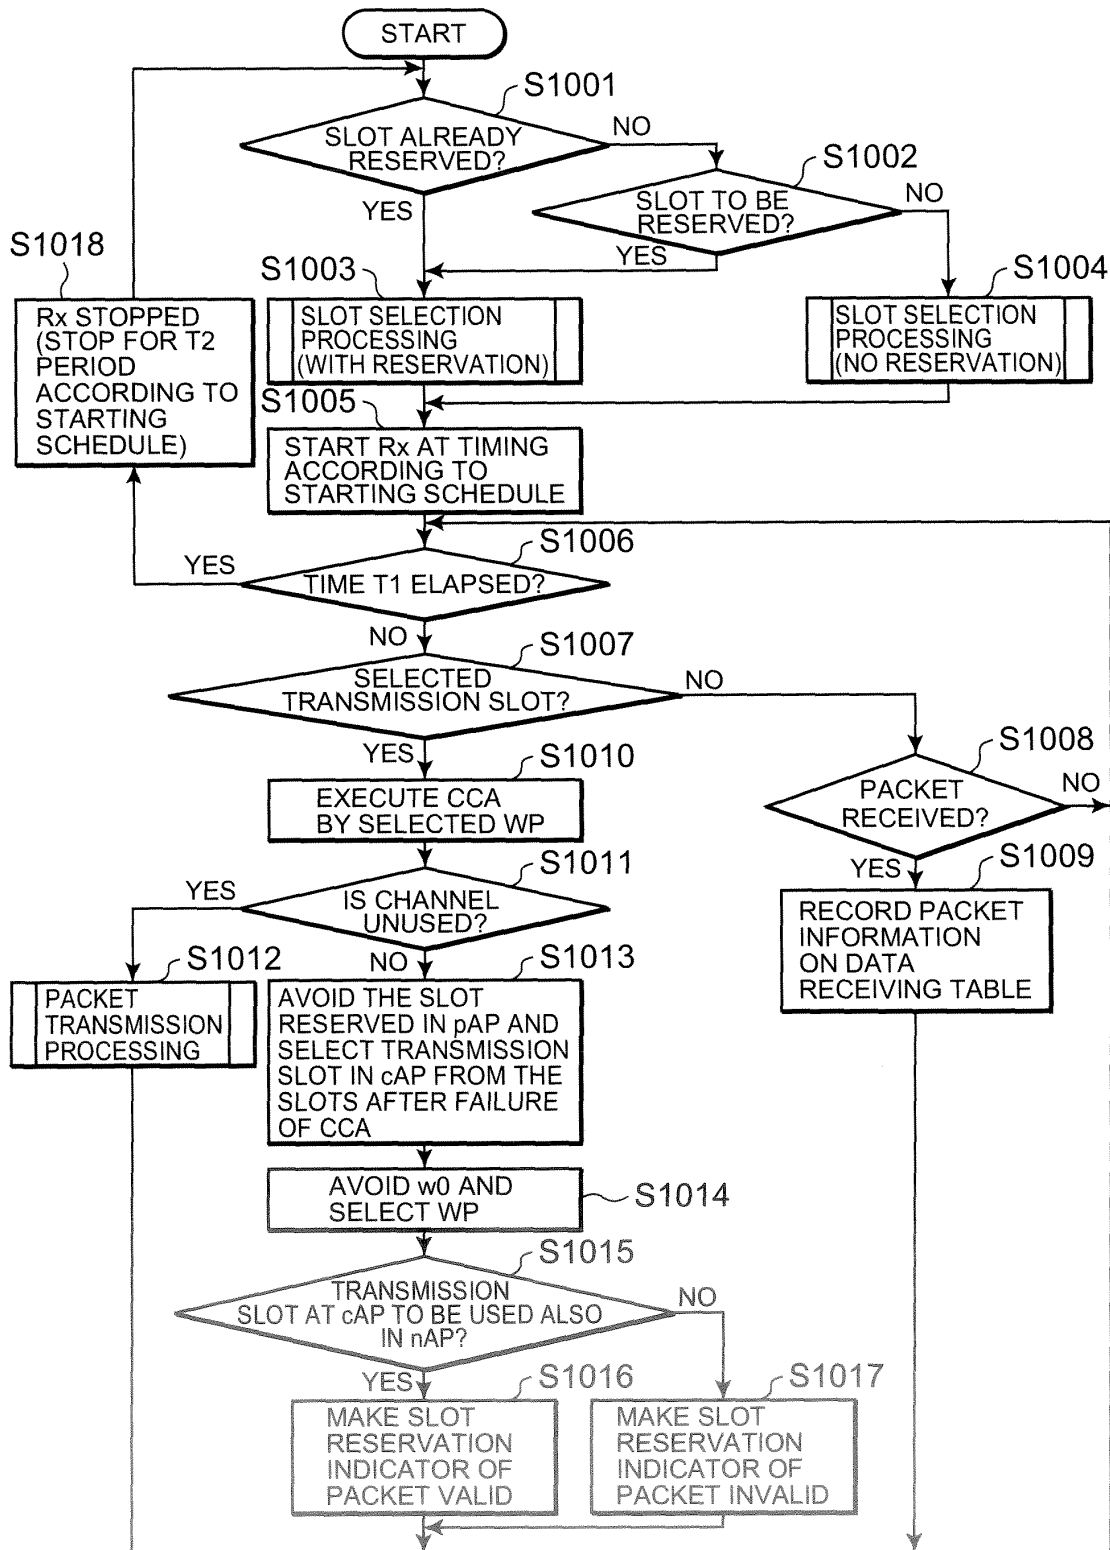 START
S1001
SLOT ALREADY
RESERVED?
NO
YES
S1002
SLOT TO BE
RESERVED?
NO
YES
S1018
Rx STOPPED
(STOP FOR T2
PERIOD
ACCORDING TO
STARTING
SCHEDULE)
S1003
SLOT SELECTION
PROCESSING
(WITH RESERVATION)
S1004
SLOT SELECTION
PROCESSING
(NO RESERVATION)
S1005
START Rx AT TIMING
ACCORDING TO
STARTING SCHEDULE
S1006
YES
TIME T1 ELAPSED?
NO
S1007
SELECTED
TRANSMISSION SLOT?
NO
YES
S1008
PACKET
RECEIVED?
NO
YES
S1009
RECORD PACKET
INFORMATION
ON DATA
RECEIVING TABLE
S1010
EXECUTE CCA
BY SELECTED WP
S1011
YES
IS CHANNEL
UNUSED?
NO
S1012
PACKET
TRANSMISSION
PROCESSING
S1013
AVOID THE SLOT
RESERVED IN pAP AND
SELECT TRANSMISSION
SLOT IN cAP FROM THE
SLOTS AFTER FAILURE
OF CCA
AVOID w0 AND
SELECT WP
S1014
S1015
TRANSMISSION
SLOT AT cAP TO BE USED ALSO
IN nAP?
NO
YES
S1016
MAKE SLOT
RESERVATION
INDICATOR OF
PACKET VALID
S1017
MAKE SLOT
RESERVATION
INDICATOR OF
PACKET INVALID